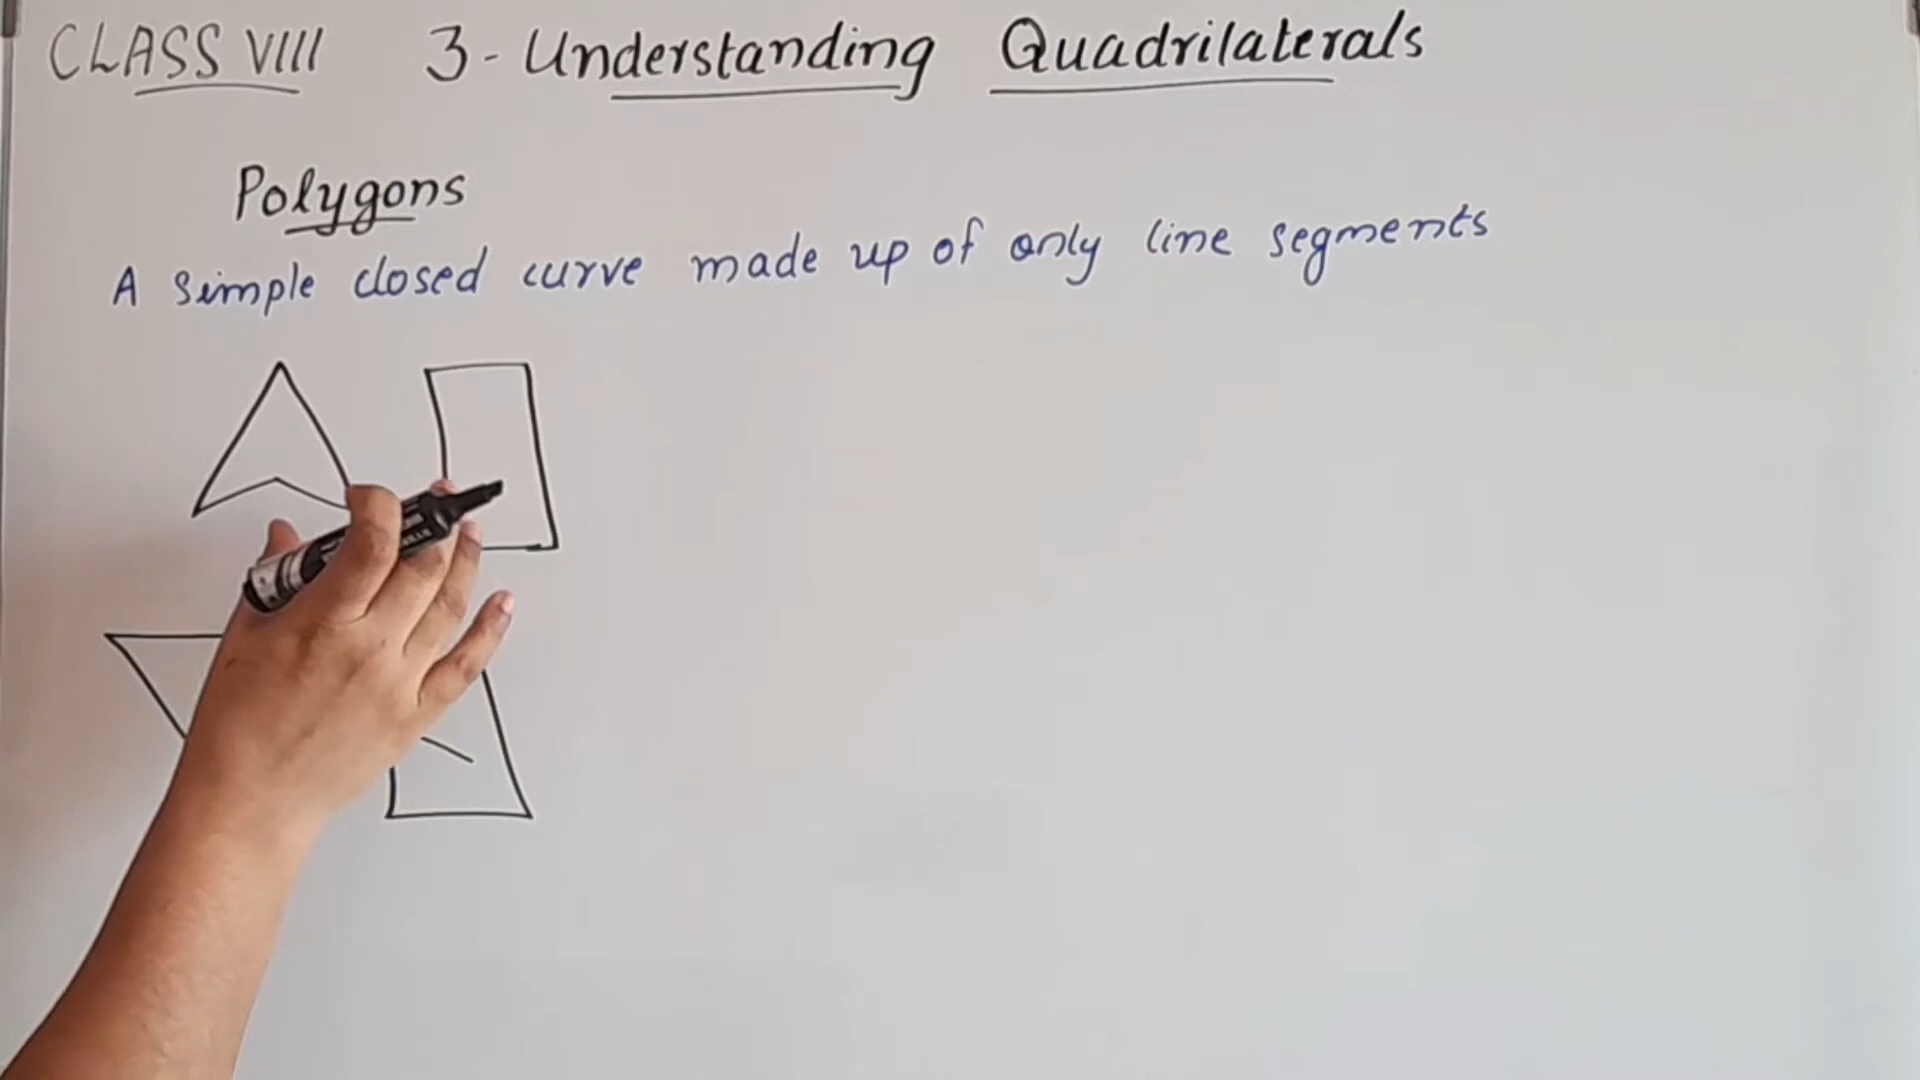 CLASS VIII 3 - Understanding Quadrilaterals
Polygons
A simple closed curve made up of only line segments